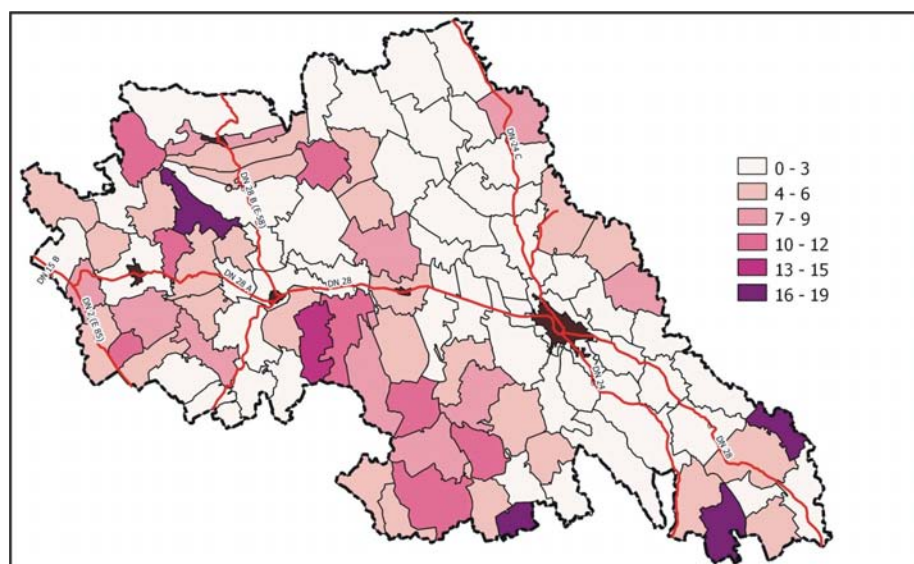 DN 24 C
DN 28 B (E 58)
DN 15 B
DN 28 A
DN 28
DN 2 (E 85)
DN 24
DN 28
0 - 3
4 - 6
7 - 9
10 - 12
13 - 15
16 - 19